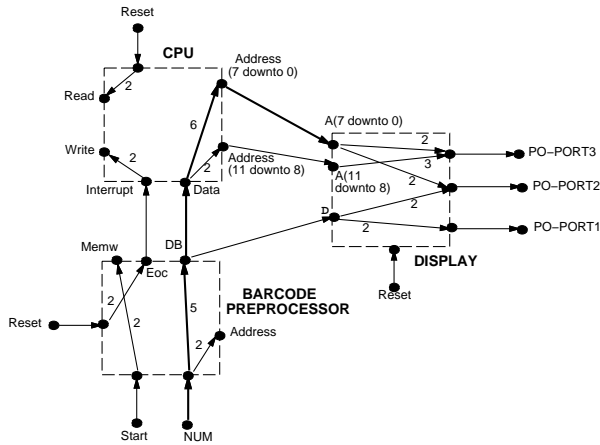 Reset
CPU
Address
(7 downto 0)
2
Read
6
A(7 downto 0)
2
PO-PORT3
Write
2
2
Address
(11 downto 8)
3
A(11
downto 8)
2
PO-PORT2
Interrupt
Data
2
D
2
PO-PORT1
Memw
DB
Eoc
DISPLAY
Reset
2
5
BARCODE
PREPROCESSOR
Reset
2
2
Address
Start
NUM